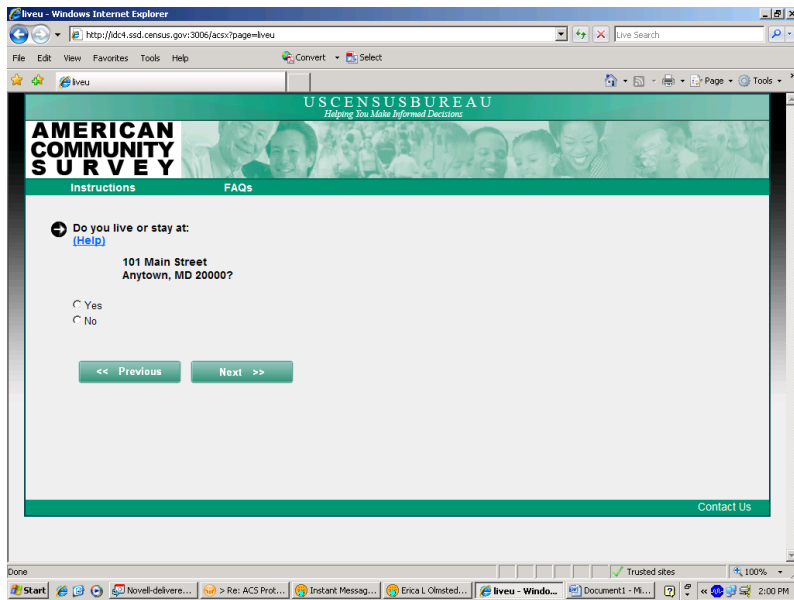 liveu - Windows Internet Explorer
http://idc4.ssd.census.gov:3006/acsx?page=liveu
Live Search
File Edit View Favorites Tools Help
Convert Select
liveu
Page Tools
USCENSUSBUREAU
Helping You Make Informed Decisions
AMERICAN
COMMUNITY
SURVEY
Instructions FAQs
Do you live or stay at:
(Help)
101 Main Street
Anytown, MD 20000?
Yes
No
<< Previous Next >>
Contact Us
Done Trusted sites 100%
Start Novell-delivere... > Re: ACS Prot... Instant Messag... Erica L Olmsted... liveu - Windo... Document1 - Mi... 2:00 PM